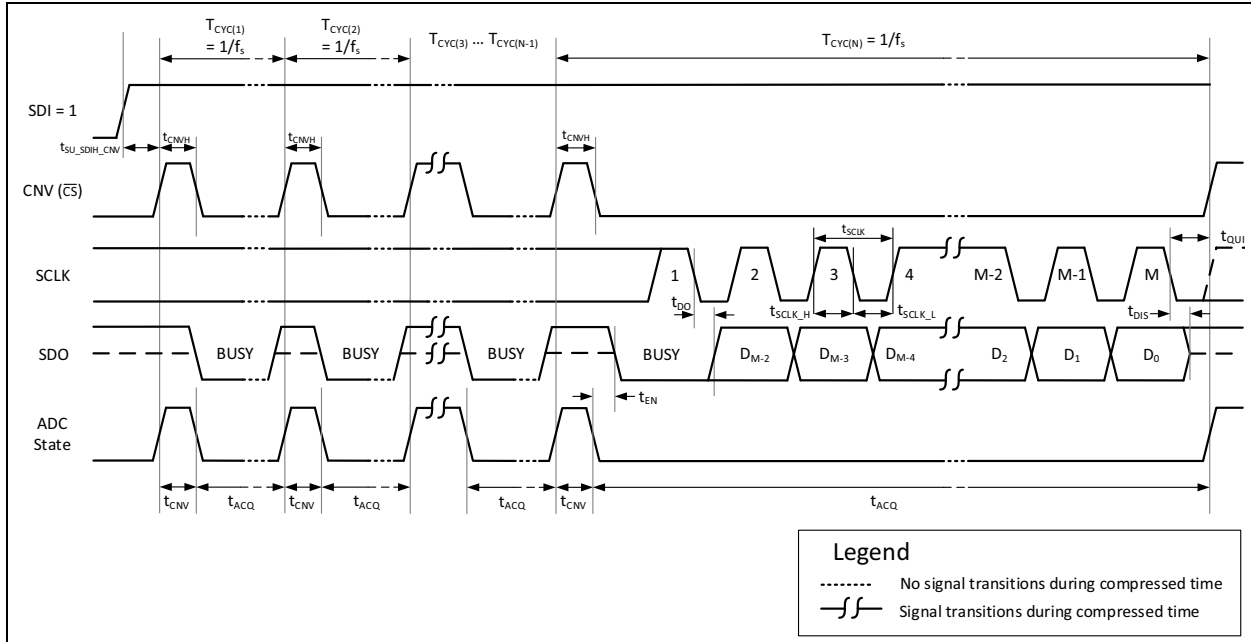 TCYC(1)
= 1/fs
TCYC(2)
= 1/fs
TCYC(3) ... TCYC(N-1)
TCYC(N) = 1/fs
SDI = 1
tSU_SDIH_CNV
tCNVH
tCNVH
tCNVH
CNV (CS)
SCLK
1
2
3
4
M-2
M-1
M
tSCLK
tQUI
tDO
tSCLK_H
tSCLK_L
tDIS
SDO
BUSY
BUSY
BUSY
BUSY
DM-2
DM-3
DM-4
D2
D1
D0
tEN
ADC
State
tCNV
tACQ
tCNV
tACQ
tACQ
tCNV
tACQ
Legend
No signal transitions during compressed time
Signal transitions during compressed time